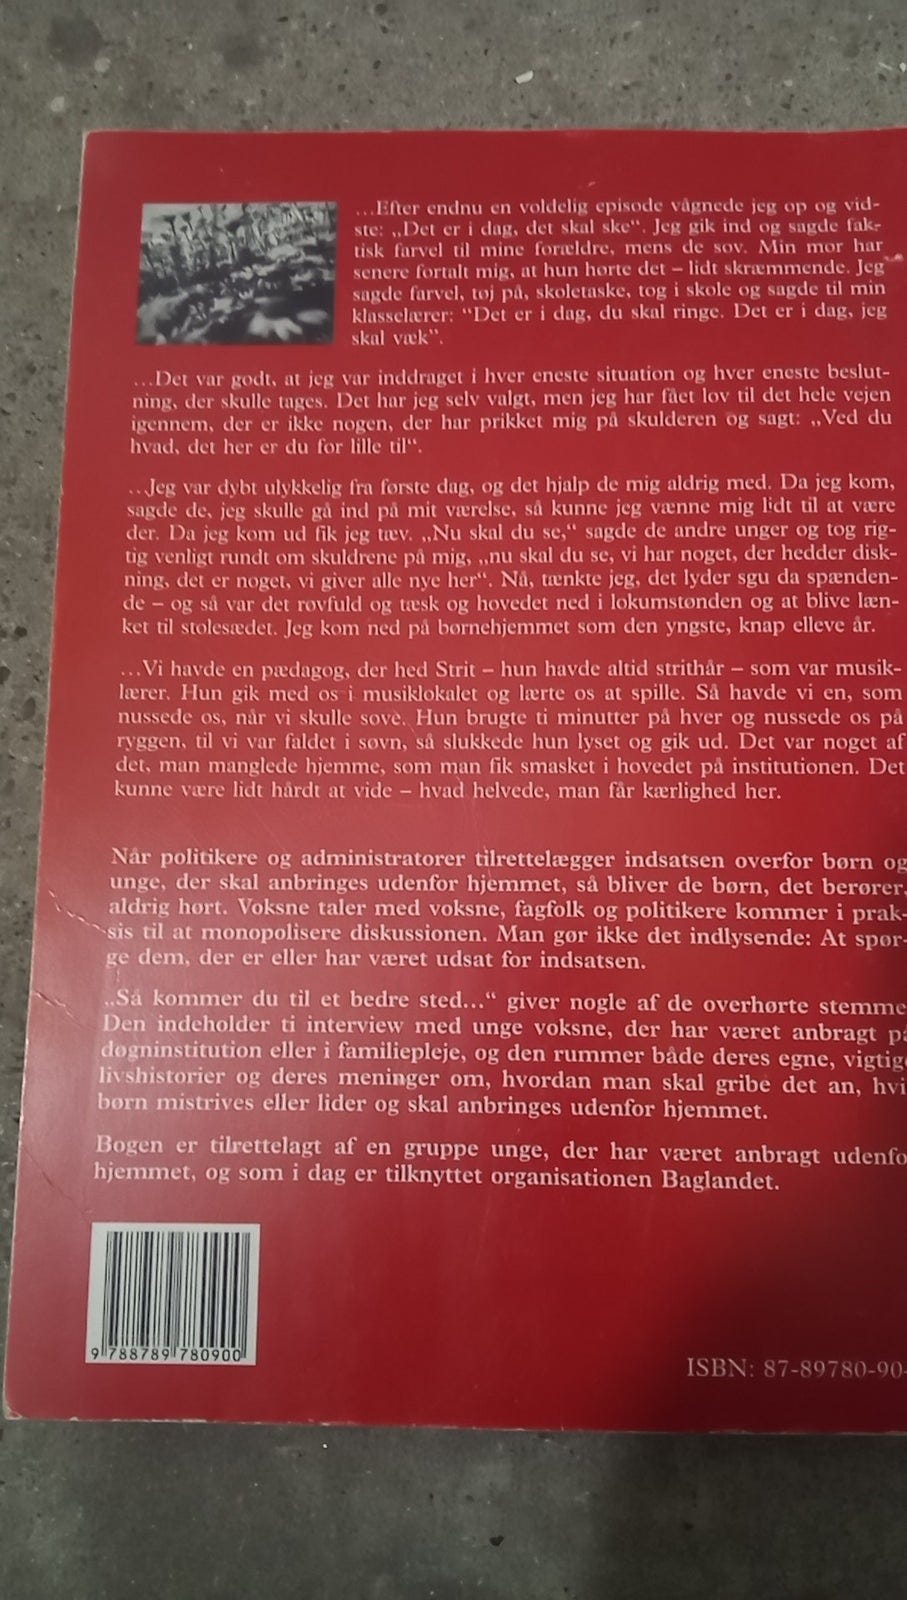 …Efter endnu en voldelig episode vågnede jeg op og vid-
ste: „Det er i dag, det skal ske“. Jeg gik ind og sagde fak-
tisk farvel til mine forældre, mens de sov. Min mor har
senere fortalt mig, at hun hørte det – lidt skræmmende. Jeg
sagde farvel, tøj på, skoletaske, tog i skole og sagde til min
klasselærer: “Det er i dag, du skal ringe. Det er i dag, jeg
skal væk”.
…Det var godt, at jeg var inddraget i hver eneste situation og hver eneste beslut-
ning, der skulle tages. Det har jeg selv valgt, men jeg har fået lov til det hele vejen
igennem, der er ikke nogen, der har prikket mig på skulderen og sagt: „Ved du
hvad, det her er du for lille til“.
…Jeg var dybt ulykkelig fra første dag, og det hjalp de mig aldrig med. Da jeg kom,
sagde de, jeg skulle gå ind på mit værelse, så kunne jeg vænne mig lidt til at være
der. Da jeg kom ud fik jeg tæv. „Nu skal du se,“ sagde de andre unger og tog rig-
tig venligt rundt om skuldrene på mig, „nu skal du se, vi har noget, der hedder disk-
ning, det er noget, vi giver alle nye her“. Nå, tænkte jeg, det lyder sgu da spænden-
de – og så var det røvfuld og tæsk og hovedet ned i lokumstønden og at blive læn-
ket til stolesædet. Jeg kom ned på børnehjemmet som den yngste, knap elleve år.
…Vi havde en pædagog, der hed Strit – hun havde altid strithår – som var musik-
lærer. Hun gik med os i musiklokalet og lærte os at spille. Så havde vi en, som
nussede os, når vi skulle sove. Hun brugte ti minutter på hver og nussede os på
ryggen, til vi var faldet i søvn, så slukkede hun lyset og gik ud. Det var noget af
det, man manglede hjemme, som man fik smasket i hovedet på institutionen. Det
kunne være lidt hårdt at vide – hvad helvede, man får kærlighed her.
Når politikere og administratorer tilrettelægger indsatsen overfor børn og
unge, der skal anbringes udenfor hjemmet, så bliver de børn, det berører,
aldrig hørt. Voksne taler med voksne, fagfolk og politikere kommer i prak-
sis til at monopolisere diskussionen. Man gør ikke det indlysende: At spør-
ge dem, der er eller har været udsat for indsatsen.
„Så kommer du til et bedre sted…“ giver nogle af de overhørte stemme
Den indeholder ti interview med unge voksne, der har været anbragt på
døgninstitution eller i familiepleje, og den rummer både deres egne, vigtige
livshistorier og deres meninger om, hvordan man skal gribe det an, hvi
børn mistrives eller lider og skal anbringes udenfor hjemmet.
Bogen er tilrettelagt af en gruppe unge, der har været anbragt udenfo
hjemmet, og som i dag er tilknyttet organisationen Baglandet.
9 788789 780900
ISBN: 87-89780-90-